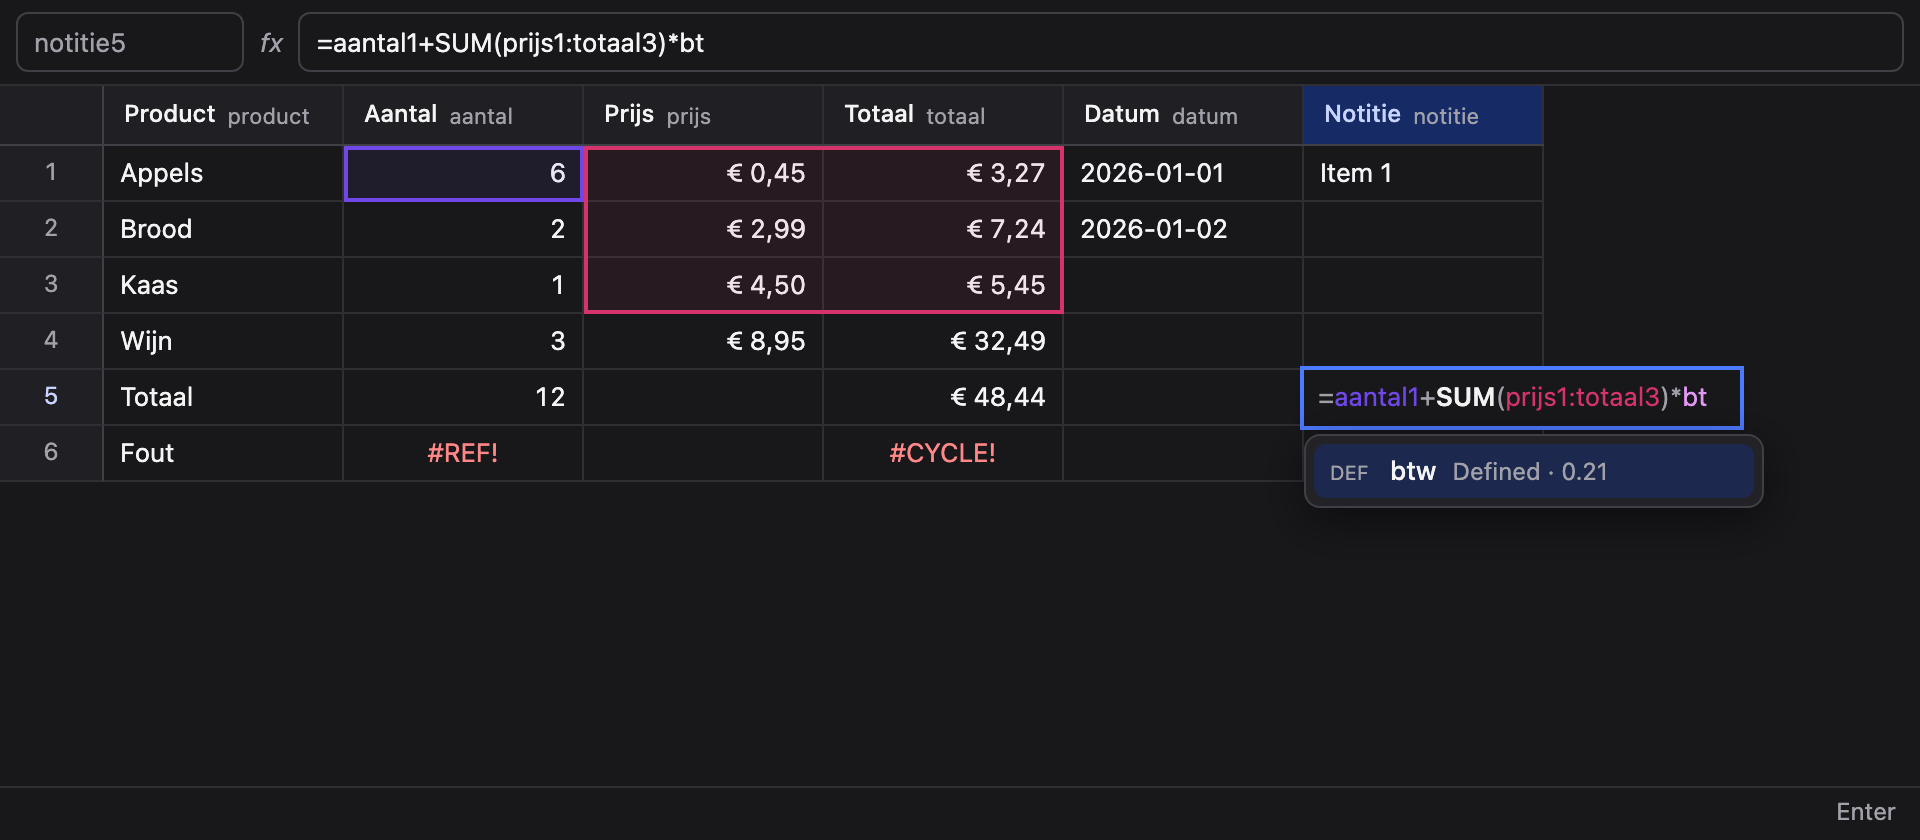 notitie5 fx =aantal1+SUM(prijs1:totaal3)*bt
Product product Aantal aantal Prijs prijs Totaal totaal Datum datum Notitie notitie
1 Appels 6 € 0,45 € 3,27 2026-01-01 Item 1
2 Brood 2 € 2,99 € 7,24 2026-01-02
3 Kaas 1 € 4,50 € 5,45
4 Wijn 3 € 8,95 € 32,49
5 Totaal 12 € 48,44 =aantal1+SUM(prijs1:totaal3)*bt
6 Fout #REF! #CYCLE!
DEF btw Defined · 0.21
Enter